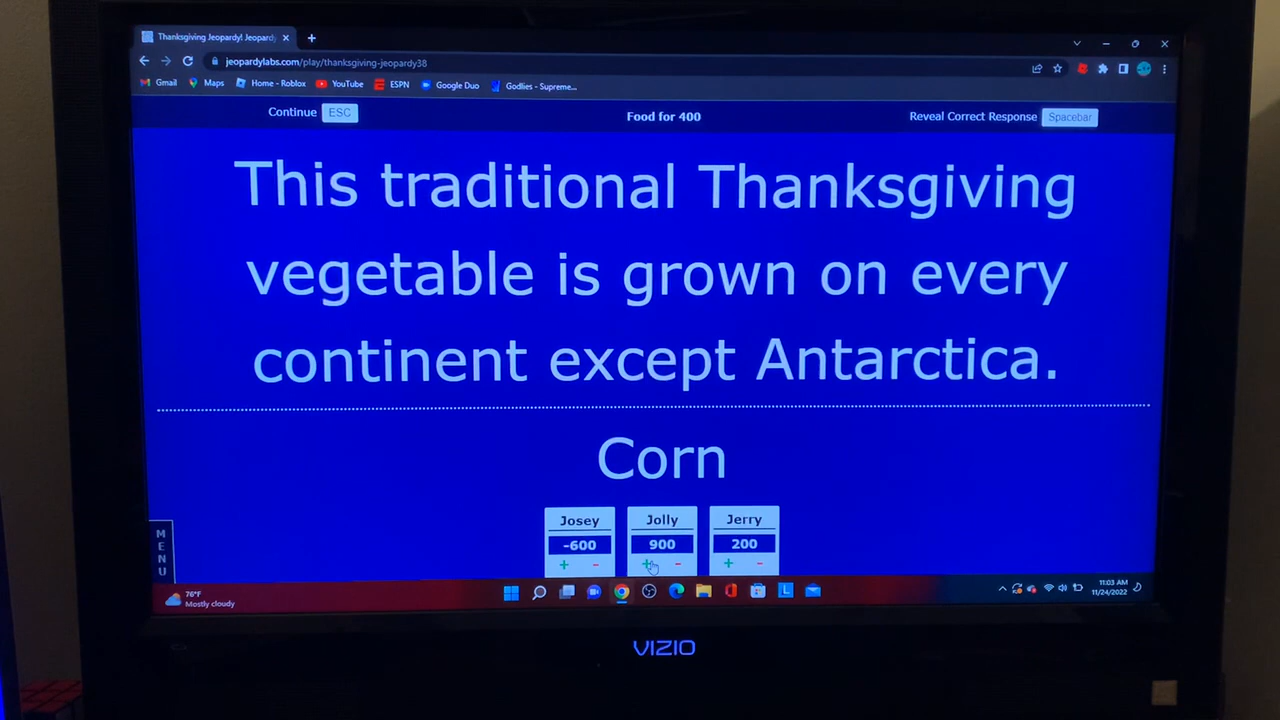 Thanksgiving Jeopardy! Jeopard
jeopardylabs.com/play/thanksgiving-jeopardy38
Gmail Maps Home - Roblox YouTube ESPN Google Duo Godlies - Supreme...
Continue ESC Food for 400 Reveal Correct Response Spacebar
This traditional Thanksgiving
vegetable is grown on every
continent except Antarctica.
Corn
Josey Jolly Jerry
-600 900 200
+ - + - + -
MENU
76°F
Mostly cloudy
11:03 AM
11/24/2022
VIZIO